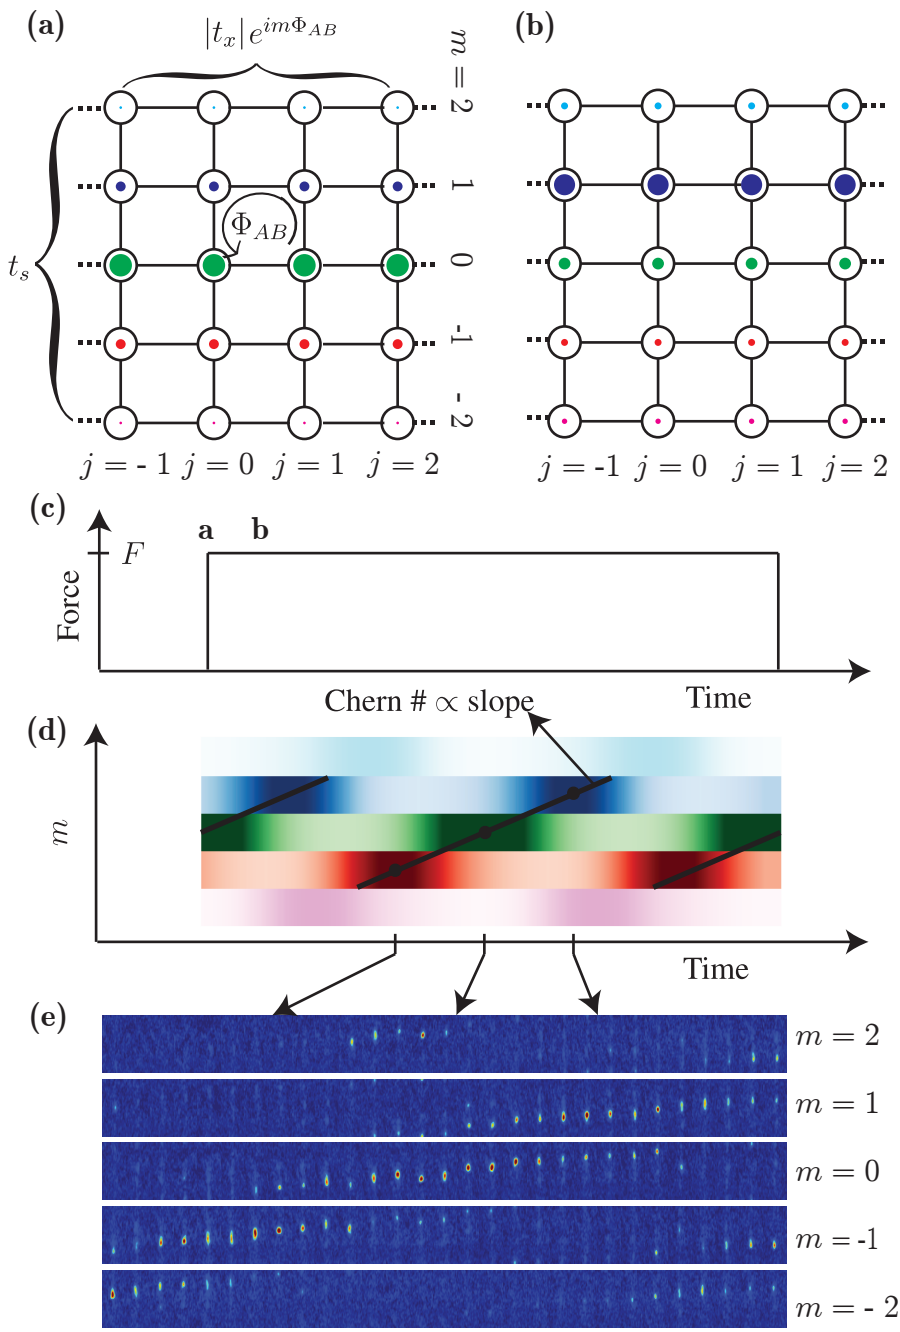 (a)
|t_x| e^{imΦ_{AB}}
m = 2
1
0
-1
- 2
t_s
Φ_{AB}
j = - 1 j = 0 j = 1 j = 2
(b)
j = -1 j = 0 j = 1 j = 2
(c)
a b
F
Force
Time
(d)
Chern # ∝ slope
m
Time
(e)
m = 2
m = 1
m = 0
m = -1
m = - 2